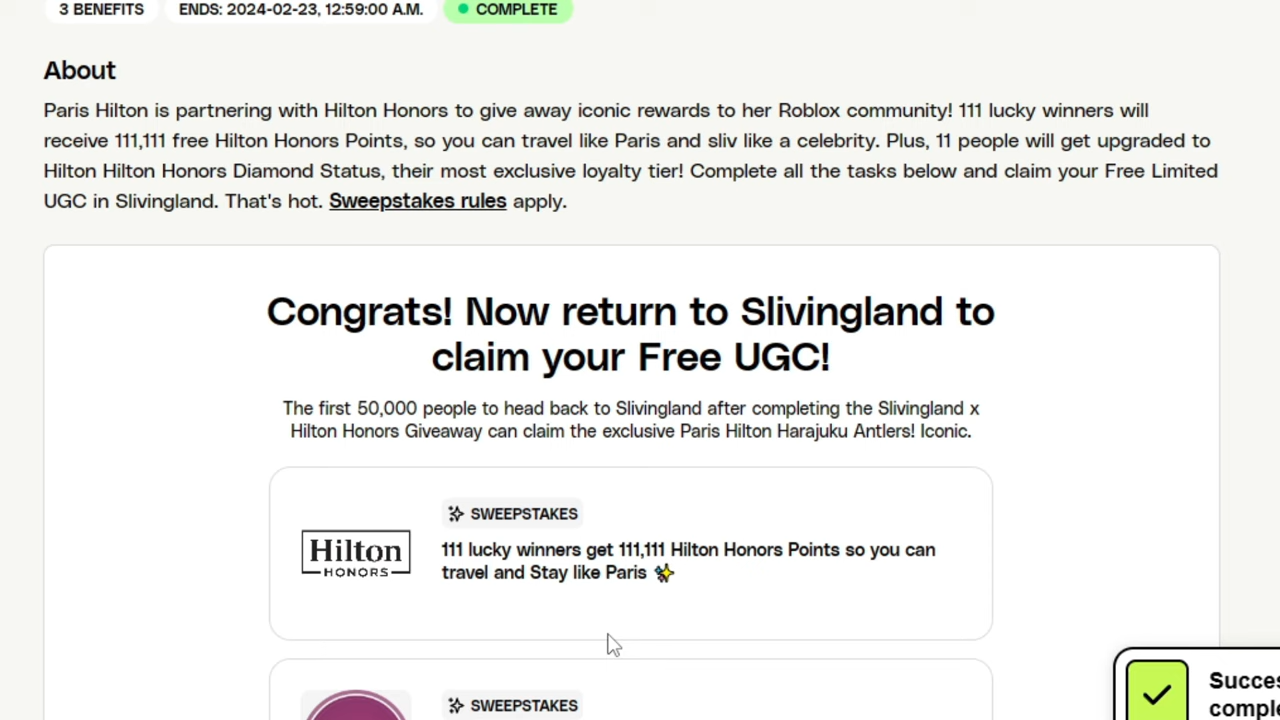 3 BENEFITS ENDS: 2024-02-23, 12:59:00 A.M. COMPLETE
About
Paris Hilton is partnering with Hilton Honors to give away iconic rewards to her Roblox community! 111 lucky winners will
receive 111,111 free Hilton Honors Points, so you can travel like Paris and sliv like a celebrity. Plus, 11 people will get upgraded to
Hilton Hilton Honors Diamond Status, their most exclusive loyalty tier! Complete all the tasks below and claim your Free Limited
UGC in Slivingland. That's hot. Sweepstakes rules apply.
Congrats! Now return to Slivingland to
claim your Free UGC!
The first 50,000 people to head back to Slivingland after completing the Slivingland x
Hilton Honors Giveaway can claim the exclusive Paris Hilton Harajuku Antlers! Iconic.
SWEEPSTAKES
Hilton
HONORS
111 lucky winners get 111,111 Hilton Honors Points so you can
travel and Stay like Paris ✨
SWEEPSTAKES